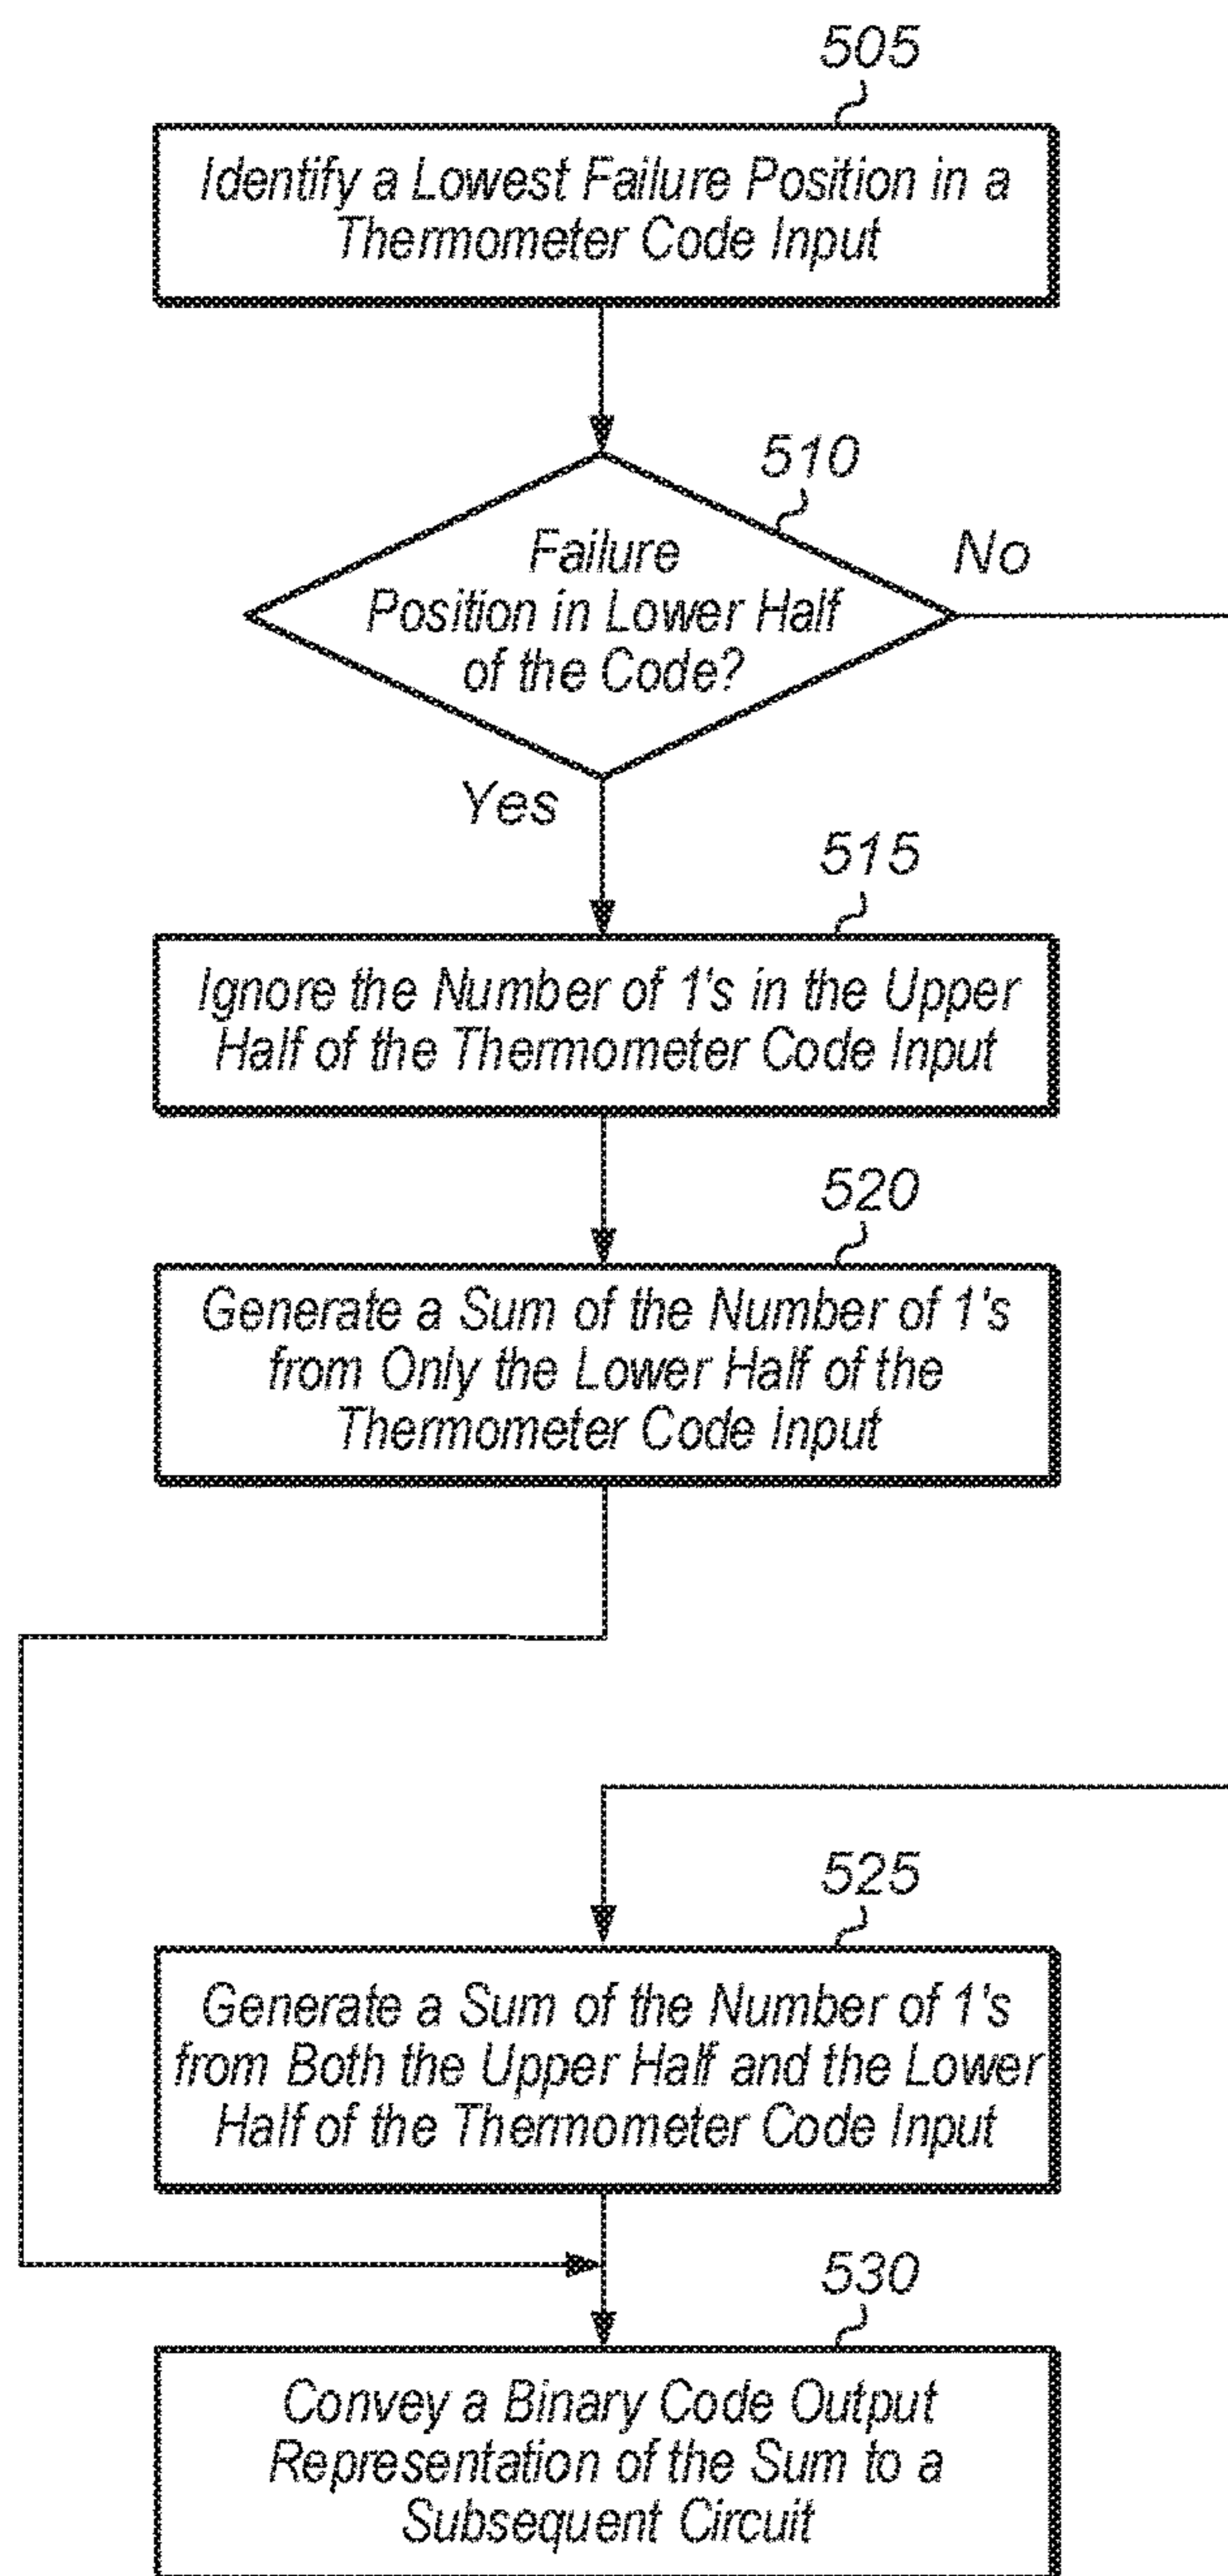 505
Identify a Lowest Failure Position in a
Thermometer Code Input
510
Failure
Position in Lower Half
of the Code?
No
Yes
515
Ignore the Number of 1's in the Upper
Half of the Thermometer Code Input
520
Generate a Sum of the Number of 1's
from Only the Lower Half of the
Thermometer Code Input
525
Generate a Sum of the Number of 1's
from Both the Upper Half and the Lower
Half of the Thermometer Code Input
530
Convey a Binary Code Output
Representation of the Sum to a
Subsequent Circuit